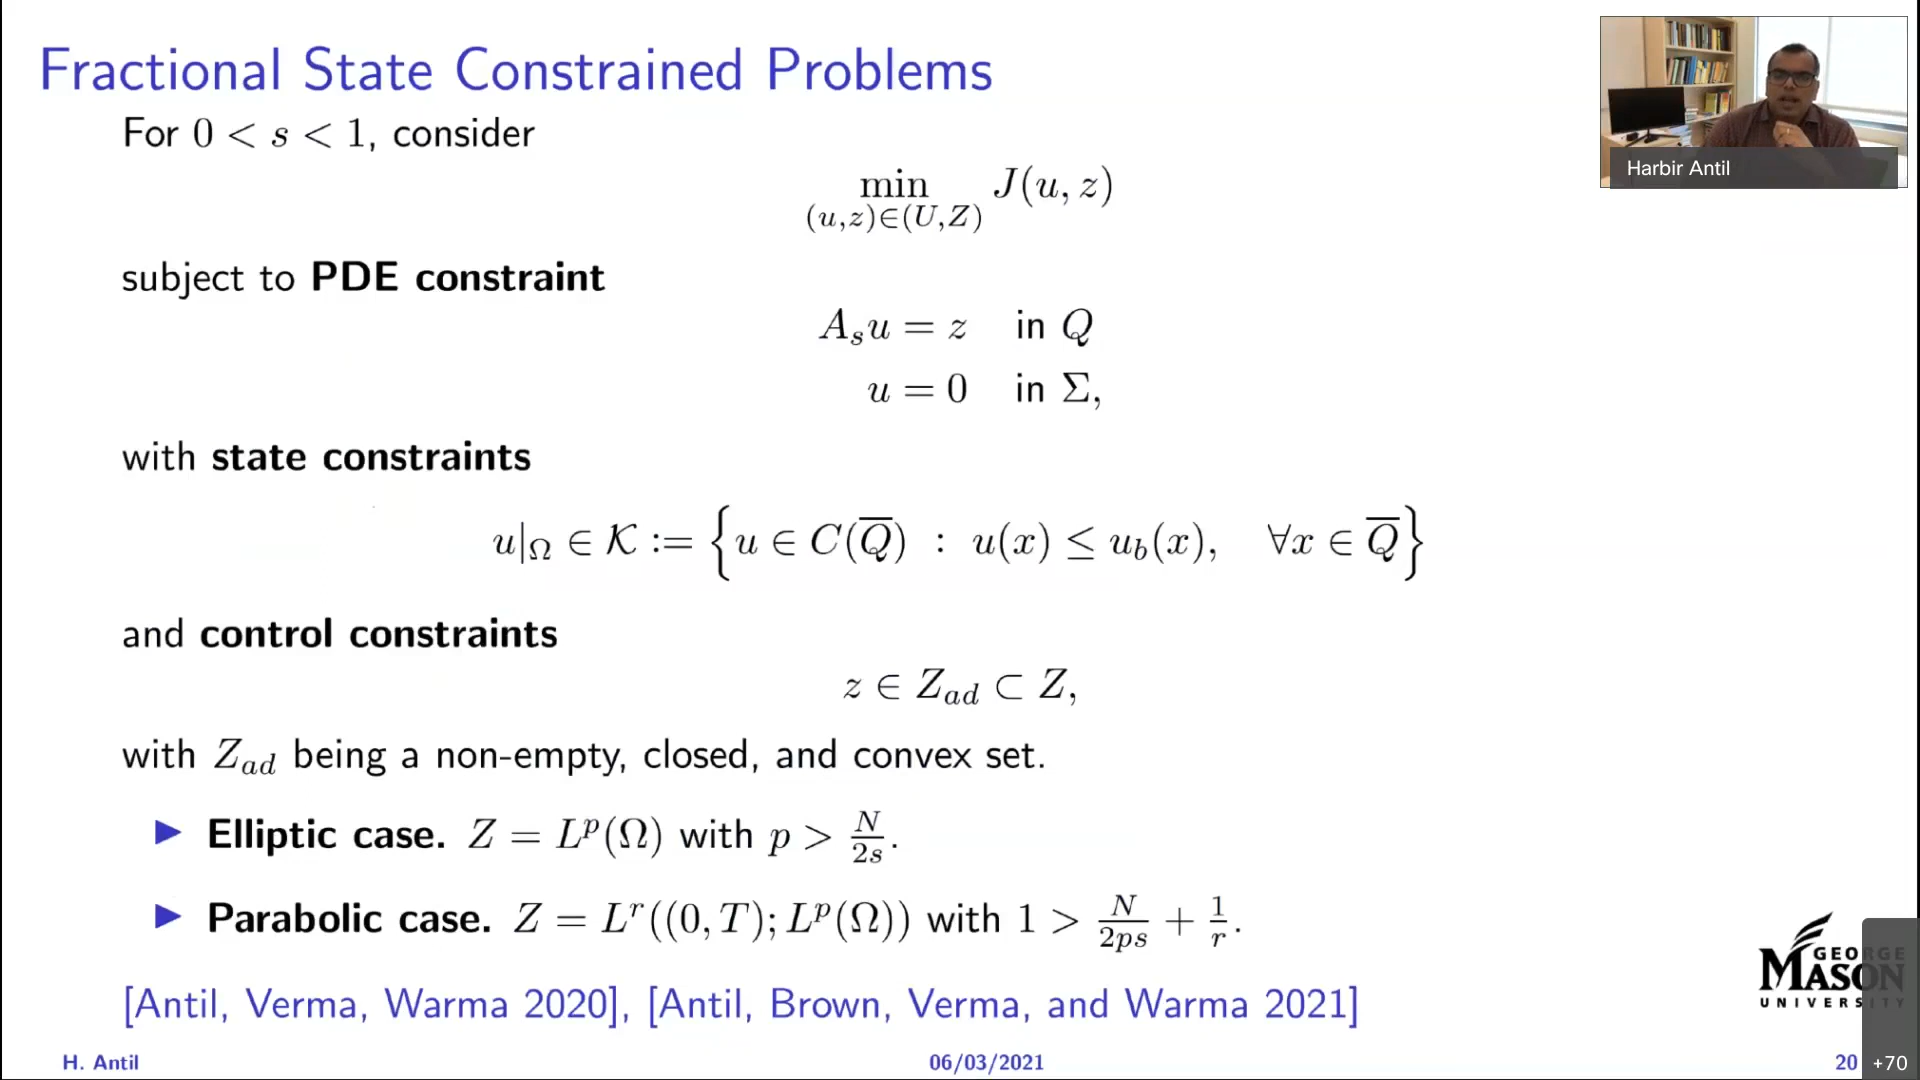 Fractional State Constrained Problems
For 0 < s < 1, consider
min J(u, z)
(u,z)∈(U,Z)
subject to PDE constraint
Aₛu = z in Q
u = 0 in Σ,
with state constraints
u|_Ω ∈ 𝒦 := {u ∈ C(Q̅) : u(x) ≤ u_b(x), ∀x ∈ Q̅}
and control constraints
z ∈ Z_ad ⊂ Z,
with Z_ad being a non-empty, closed, and convex set.
▶ Elliptic case. Z = L^p(Ω) with p > N/2s.
▶ Parabolic case. Z = L^r((0, T); L^p(Ω)) with 1 > N/2ps + 1/r.
[Antil, Verma, Warma 2020], [Antil, Brown, Verma, and Warma 2021]
H. Antil 06/03/2021 20
Harbir Antil
GEORGE
MASON
UNIVERSITY
+70